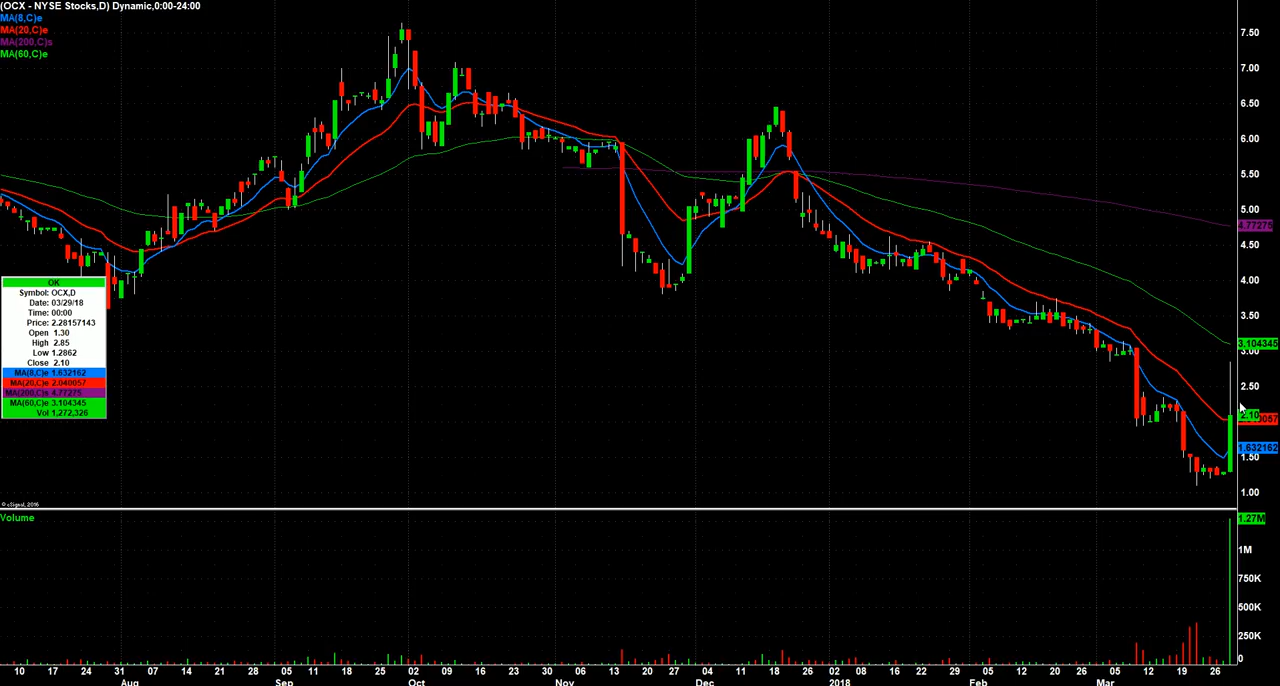 (OCX - NYSE Stocks,D) Dynamic,0:00-24:00
MA(8,C)e
MA(20,C)e
MA(200,C)s
MA(60,C)e
7.50
7.00
6.50
6.00
5.50
5.00
4.77275
4.50
4.00
3.50
3.104345
3.00
2.50
2.10
1.632162
1.50
1.00
OK
Symbol: OCX,D
Date: 03/29/18
Time: 00:00
Price: 2.28157143
Open 1.30
High 2.85
Low 1.2862
Close 2.10
MA(8,C)e 1.632162
MA(20,C)e 2.040057
MA(200,C)s 4.77275
MA(60,C)e 3.104345
Vol 1,272,326
© eSignal, 2016
Volume
1.27M
1M
750K
500K
250K
0
10 17 24 31 07 14 21 28 05 11 18 25 02 09 16 23 30 06 13 20 27 04 11 18 26 02 08 16 22 29 05 12 20 26 05 12 19 26
Aug Sep Oct Nov Dec 2018 Feb Mar